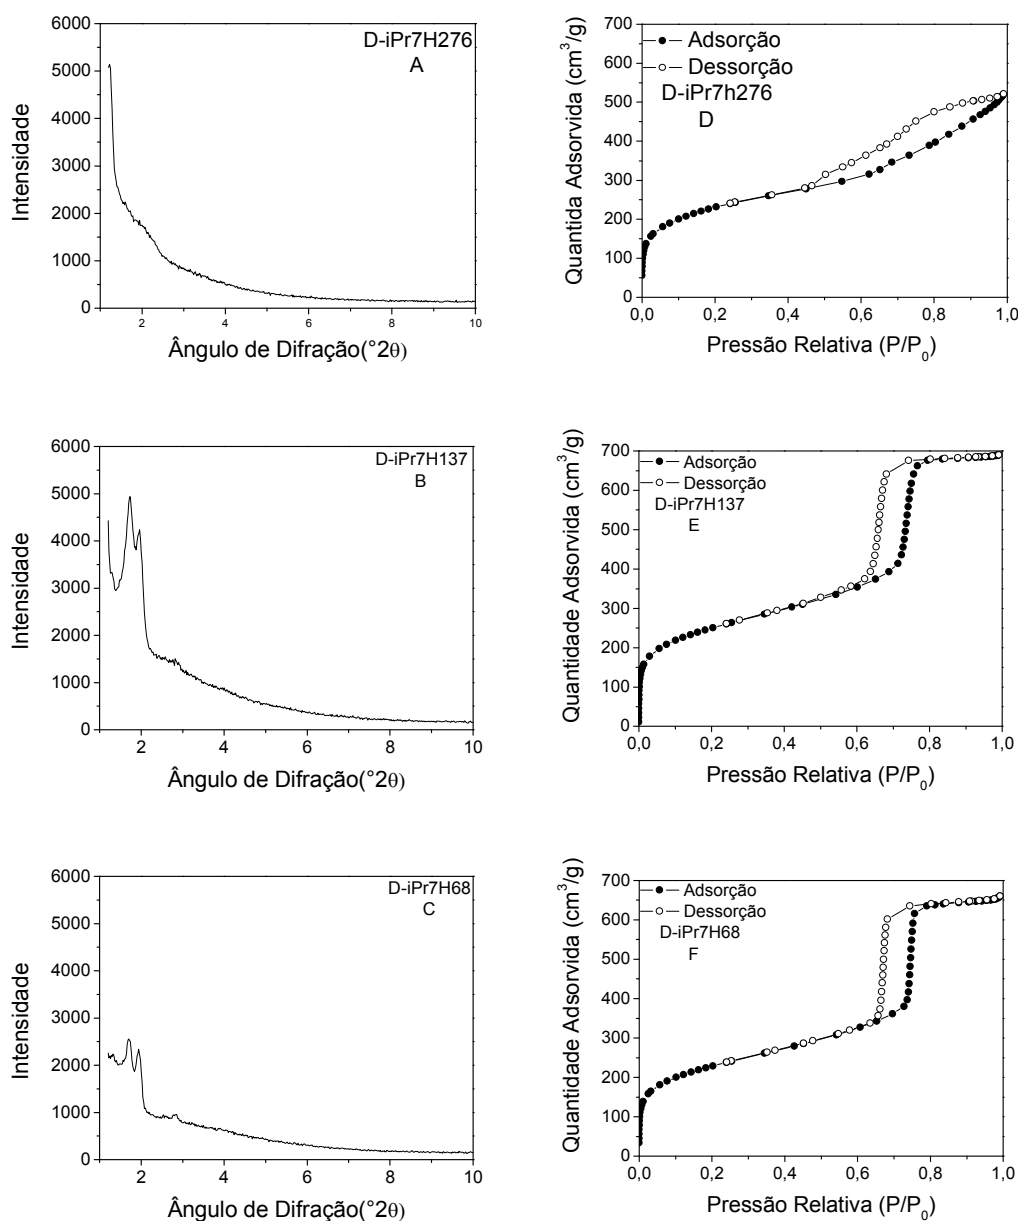 6000
5000
4000
3000
2000
1000
0
Intensidade
D-iPr7H276
A
2
4
6
8
10
Ângulo de Difração(°2θ)
700
600
500
400
300
200
100
0
Quantida Adsorvida (cm³/g)
Adsorção
Dessorção
D-iPr7h276
D
0,0
0,2
0,4
0,6
0,8
1,0
Pressão Relativa (P/P₀)
6000
5000
4000
3000
2000
1000
0
Intensidade
D-iPr7H137
B
2
4
6
8
10
Ângulo de Difração(°2θ)
700
600
500
400
300
200
100
0
Quantidade Adsorvida (cm³/g)
Adsorção
Dessorção
D-iPr7H137
E
0,0
0,2
0,4
0,6
0,8
1,0
Pressão Relativa (P/P₀)
6000
5000
4000
3000
2000
1000
0
Intensidade
D-iPr7H68
C
2
4
6
8
10
Ângulo de Difração(°2θ)
700
600
500
400
300
200
100
0
Quantidade Adsorvida (cm³/g)
Adsorção
Dessorção
D-iPr7H68
F
0,0
0,2
0,4
0,6
0,8
1,0
Pressão Relativa (P/P₀)